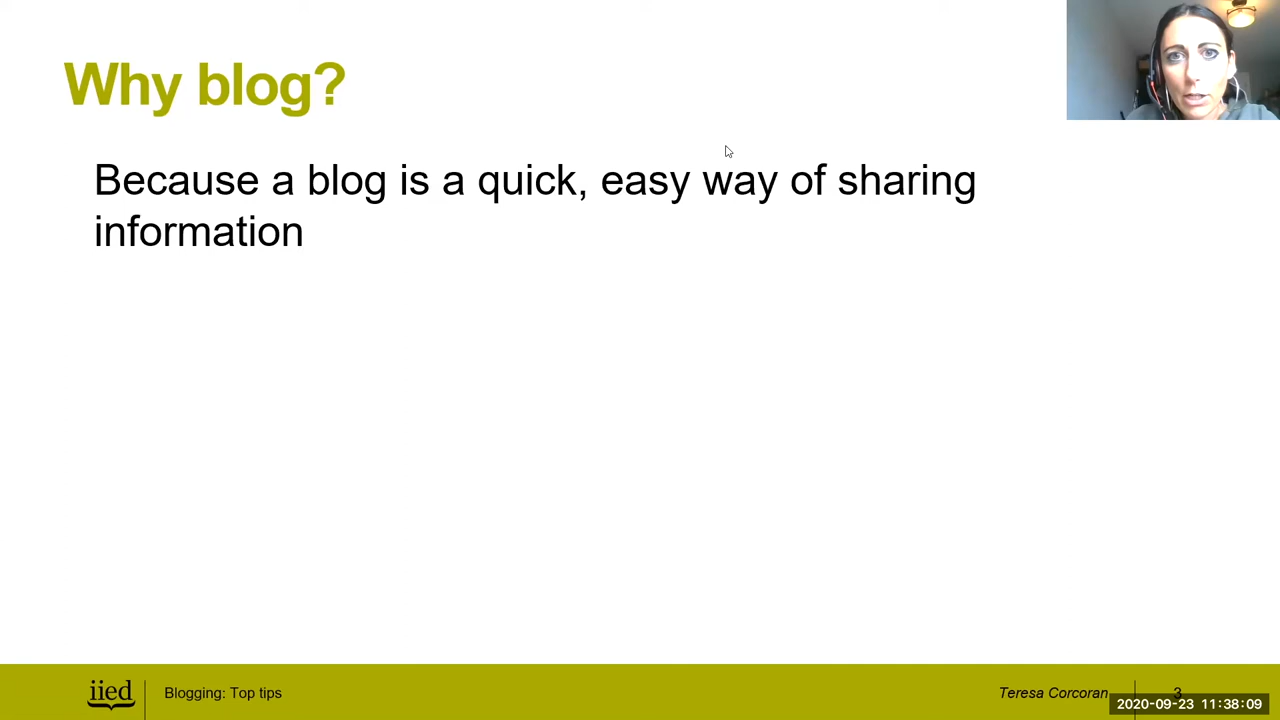 Why blog?
Because a blog is a quick, easy way of sharing
information
iied
Blogging: Top tips
Teresa Corcoran
3
2020-09-23 11:38:09